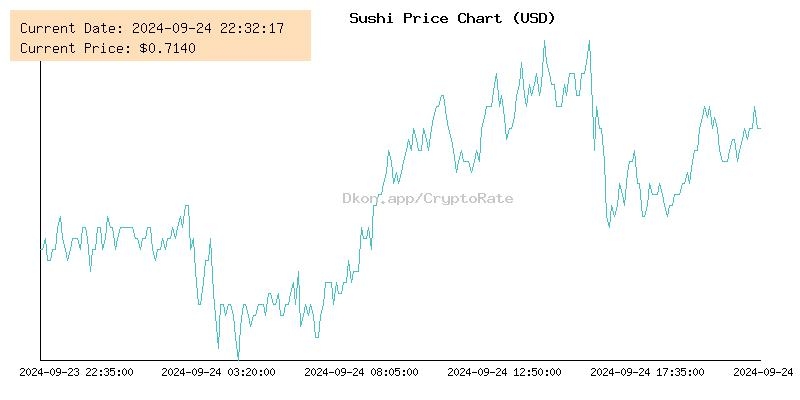 Sushi Price Chart (USD)
Current Date: 2024-09-24 22:32:17
Current Price: $0.7140
Dkon.app/CryptoRate
2024-09-23 22:35:00 2024-09-24 03:20:00 2024-09-24 08:05:00 2024-09-24 12:50:00 2024-09-24 17:35:00 2024-09-24